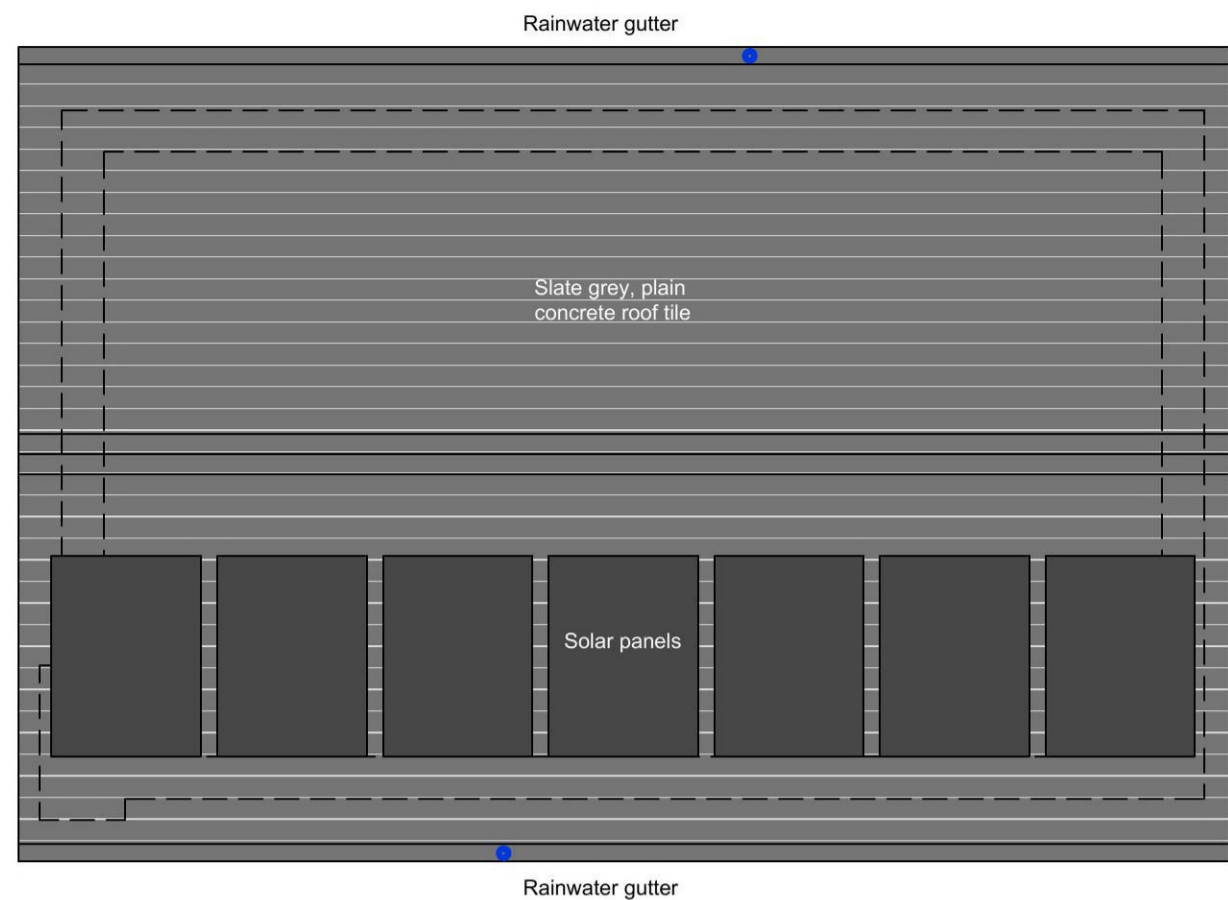 Rainwater gutter
Slate grey, plain
concrete roof tile
Solar panels
Rainwater gutter